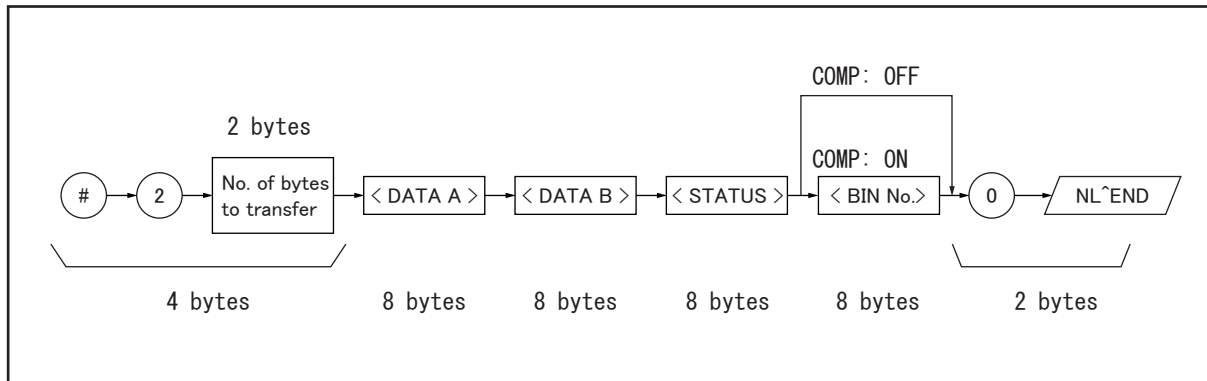 COMP: OFF
2 bytes
COMP: ON
# 2 No. of bytes to transfer < DATA A > < DATA B > < STATUS > < BIN No.> 0 NL^END
4 bytes 8 bytes 8 bytes 8 bytes 8 bytes 2 bytes